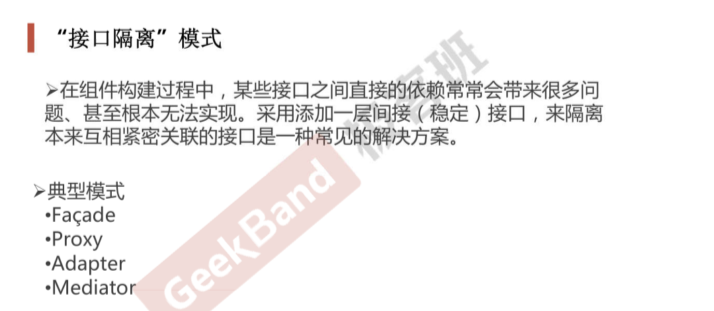 “接口隔离”模式
➢在组件构建过程中，某些接口之间直接的依赖常常会带来很多问
题、甚至根本无法实现。采用添加一层间接（稳定）接口，来隔离
本来互相紧密关联的接口是一种常见的解决方案。
➢典型模式
•Façade
•Proxy
•Adapter
•Mediator
GeekBand 极客班